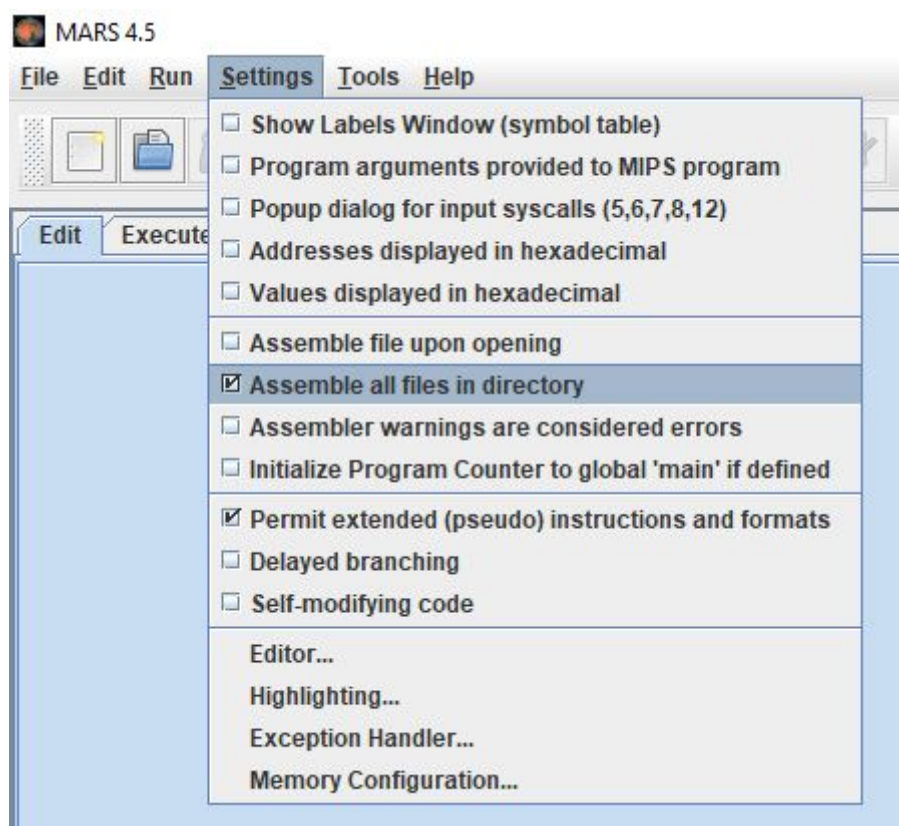 MARS 4.5
File Edit Run Settings Tools Help
Show Labels Window (symbol table)
Program arguments provided to MIPS program
Popup dialog for input syscalls (5,6,7,8,12)
Edit Execute
Addresses displayed in hexadecimal
Values displayed in hexadecimal
Assemble file upon opening
Assemble all files in directory
Assembler warnings are considered errors
Initialize Program Counter to global 'main' if defined
Permit extended (pseudo) instructions and formats
Delayed branching
Self-modifying code
Editor...
Highlighting...
Exception Handler...
Memory Configuration...